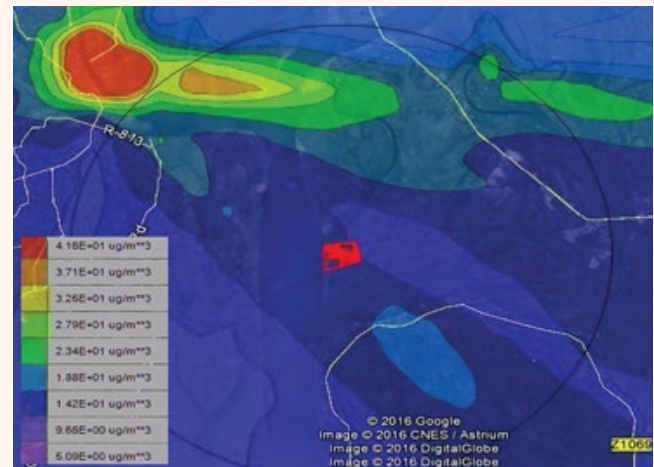 R-813
4.16E+01 ug/m**3
3.71E+01 ug/m**3
3.26E+01 ug/m**3
2.79E+01 ug/m**3
2.34E+01 ug/m**3
1.88E+01 ug/m**3
1.42E+01 ug/m**3
9.66E+00 ug/m**3
5.09E+00 ug/m**3
© 2016 Google
Image © 2016 CNES / Astrium
Image © 2016 DigitalGlobe
Image © 2016 DigitalGlobe
Z1069